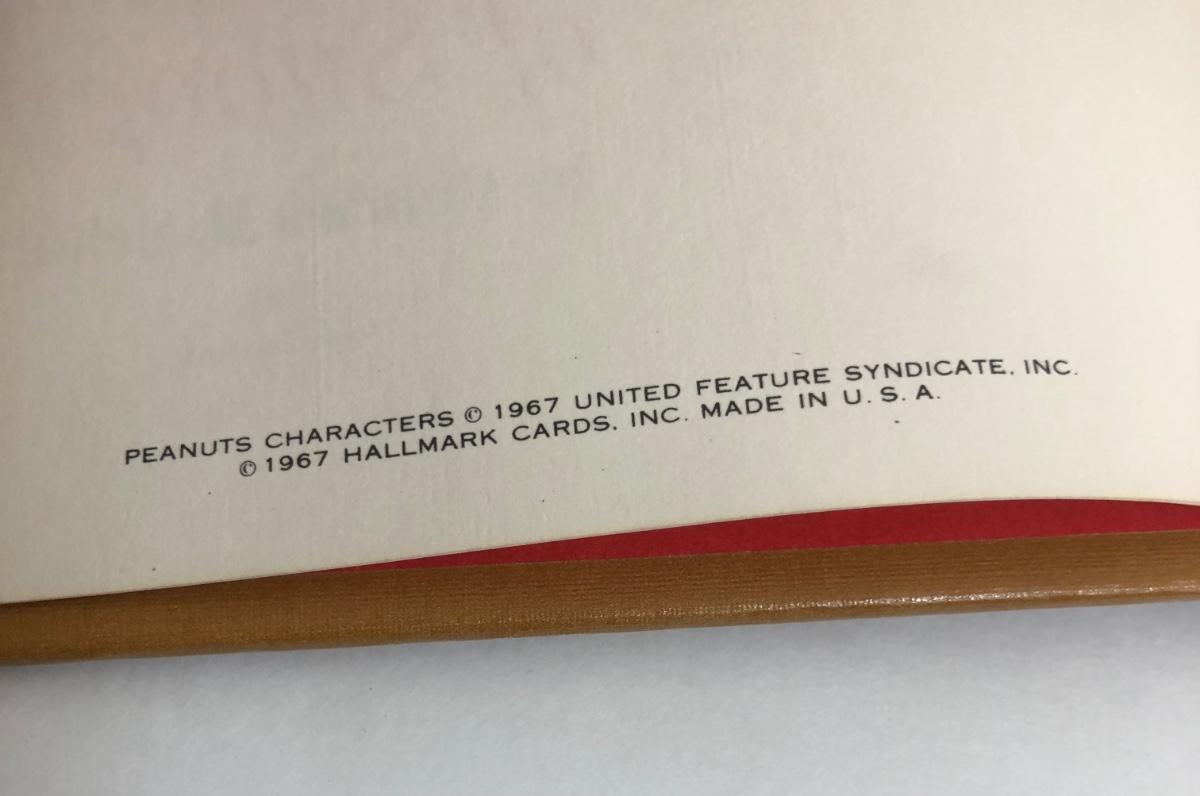 PEANUTS CHARACTERS © 1967 UNITED FEATURE SYNDICATE, INC.
© 1967 HALLMARK CARDS, INC. MADE IN U. S. A.